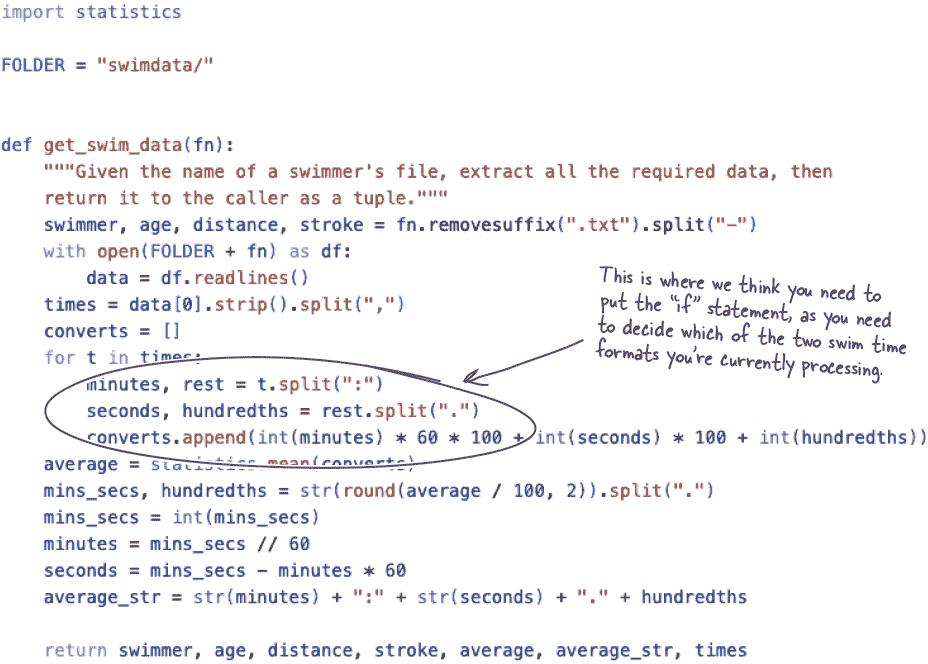 import statistics
FOLDER = "swimdata/"
def get_swim_data(fn):
"""Given the name of a swimmer's file, extract all the required data, then
return it to the caller as a tuple."""
swimmer, age, distance, stroke = fn.removesuffix(".txt").split("-")
with open(FOLDER + fn) as df:
data = df.readlines()
times = data[0].strip().split(",")
converts = []
for t in times:
minutes, rest = t.split(":")
seconds, hundredths = rest.split(".")
converts.append(int(minutes) * 60 * 100 + int(seconds) * 100 + int(hundredths))
average = statistics.mean(converts)
mins_secs, hundredths = str(round(average / 100, 2)).split(".")
mins_secs = int(mins_secs)
minutes = mins_secs // 60
seconds = mins_secs - minutes * 60
average_str = str(minutes) + ":" + str(seconds) + "." + hundredths
return swimmer, age, distance, stroke, average, average_str, times
This is where we think you need to
put the "if" statement, as you need
to decide which of the two swim time
formats you're currently processing.